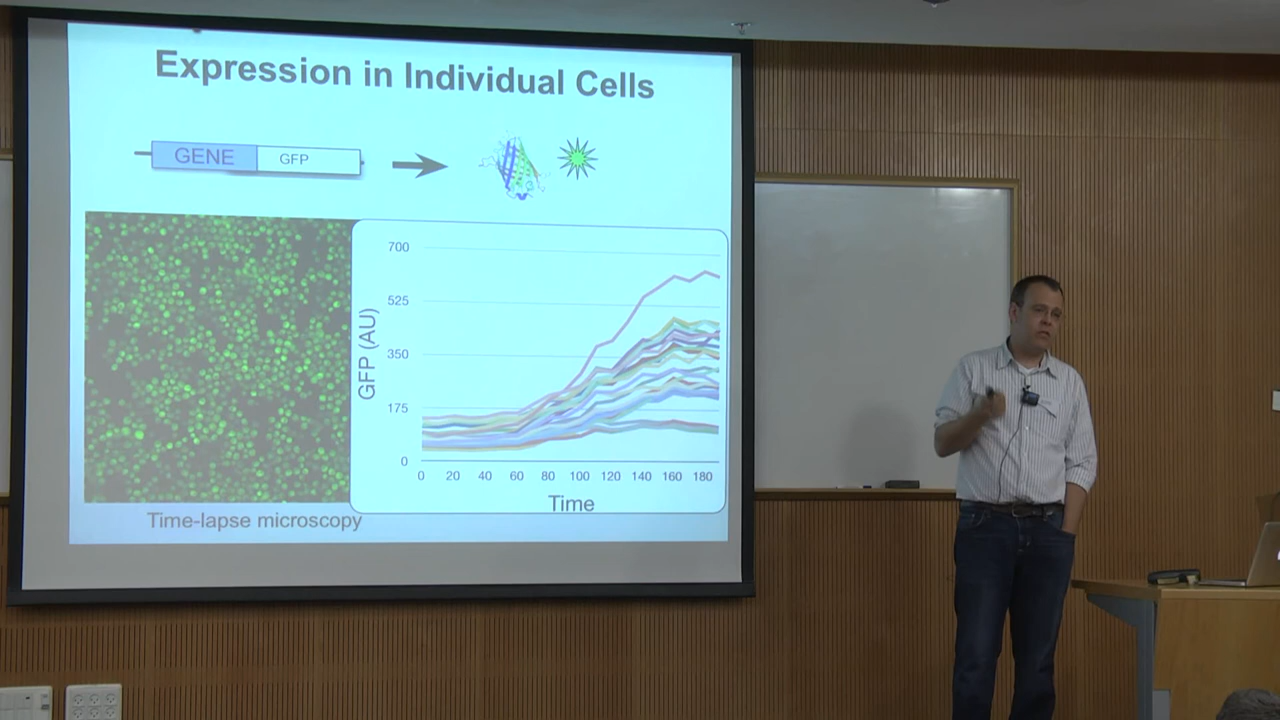 Expression in Individual Cells
GENE
GFP
700
525
350
175
0
GFP (AU)
0 20 40 60 80 100 120 140 160 180
Time
Time-lapse microscopy